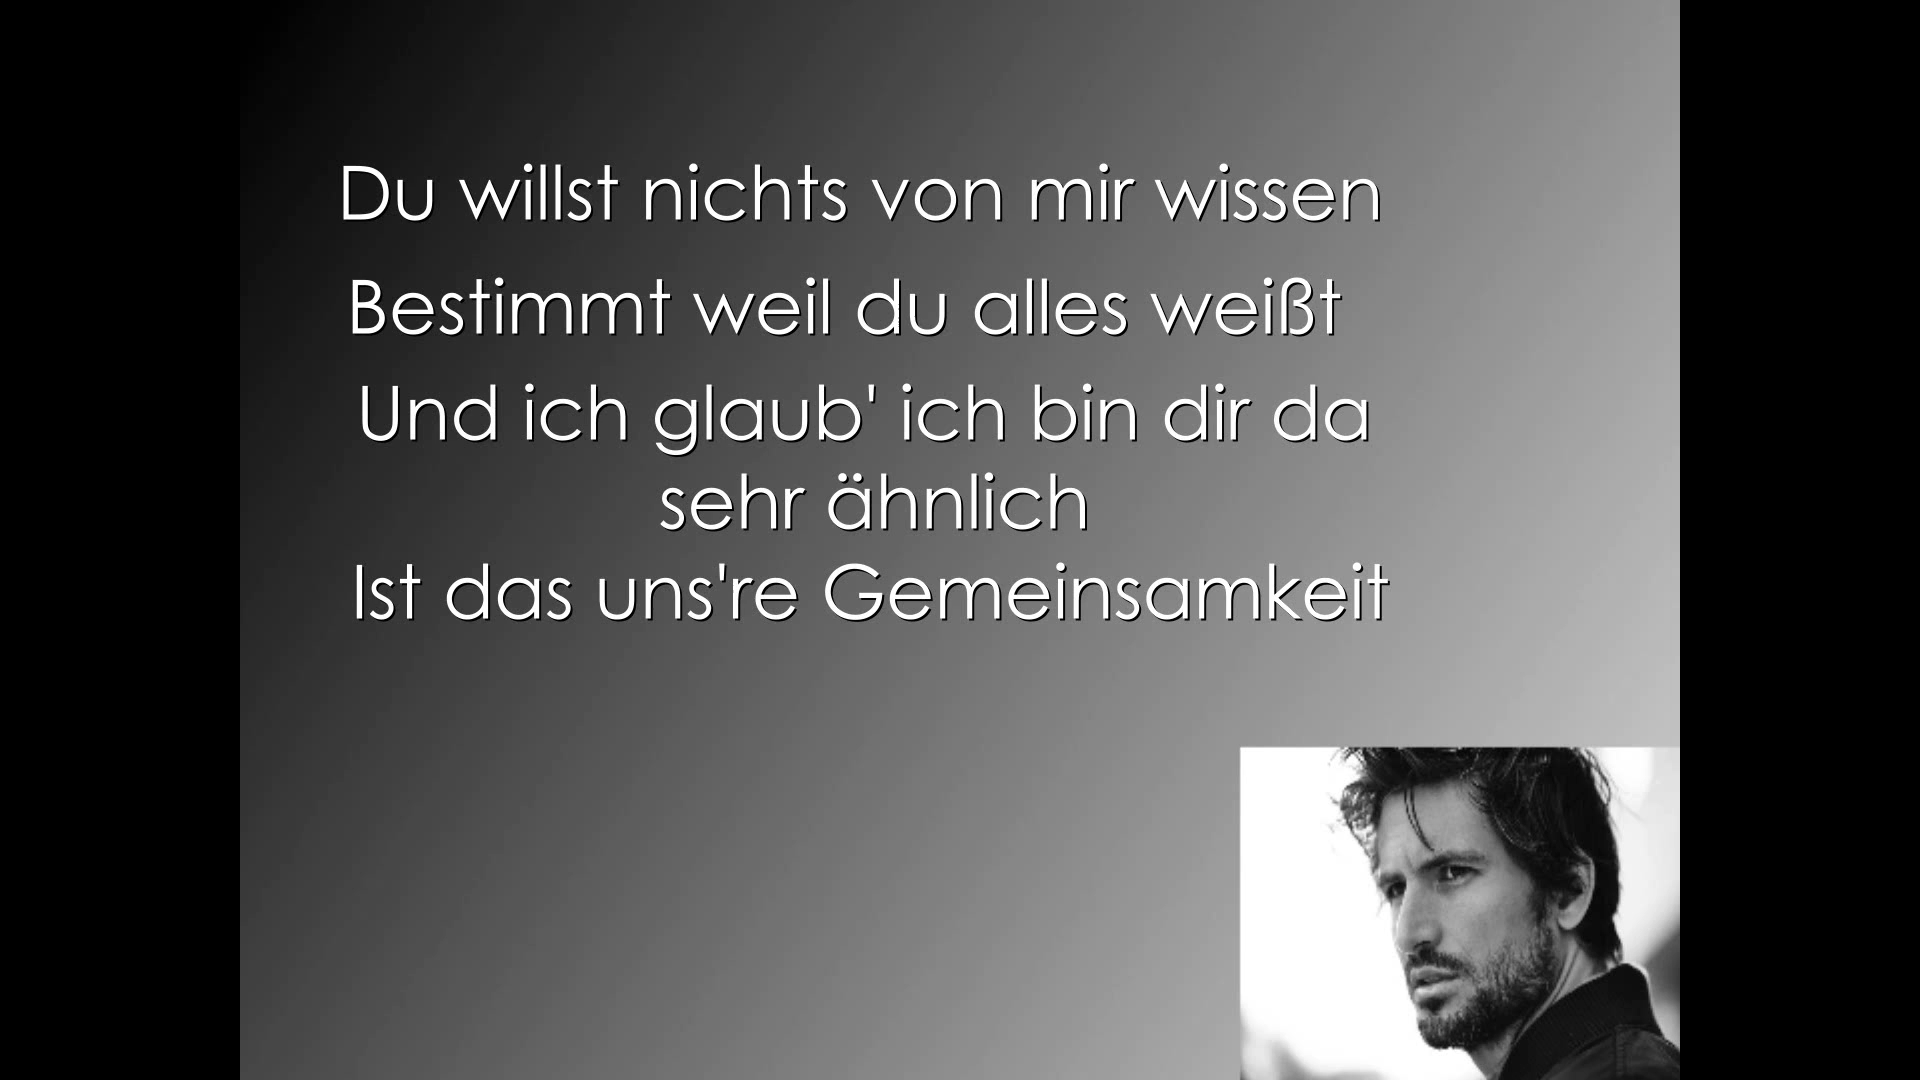 Du willst nichts von mir wissen
Bestimmt weil du alles weißt
Und ich glaub' ich bin dir da
sehr ähnlich
Ist das uns're Gemeinsamkeit